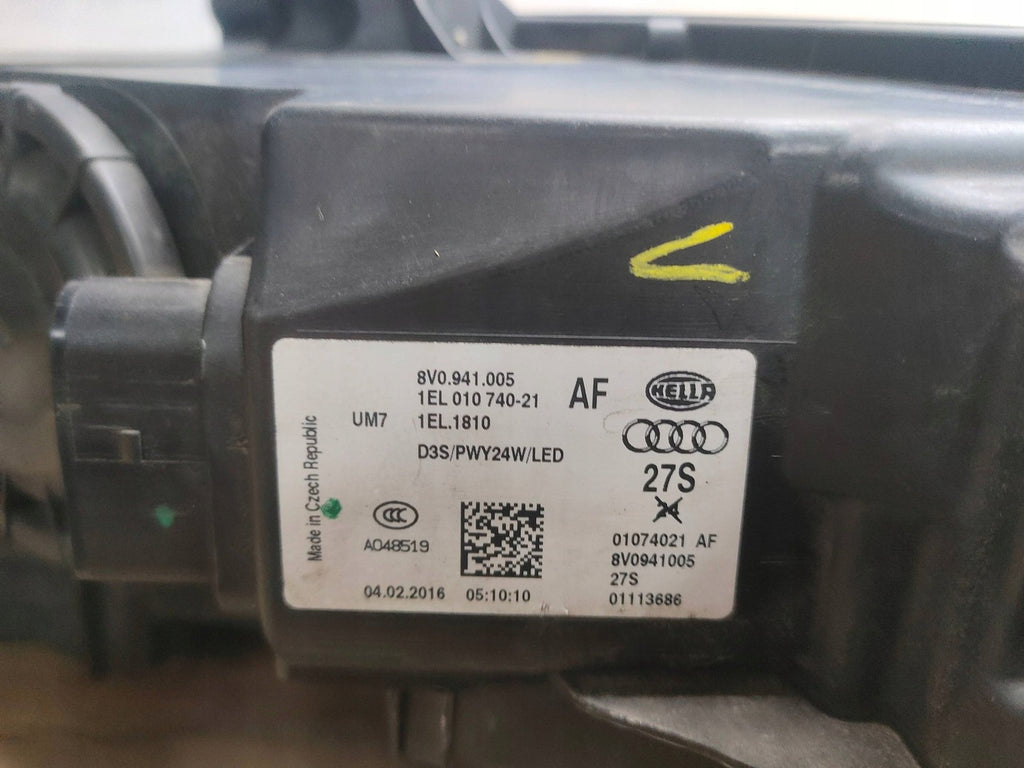 8V0.941.005
1EL 010 740-21
AF
HELLA
UM7
1EL.1810
D3S/PWY24W/LED
27S
Made in Czech Republic
CCC
A048519
01074021 AF
8V0941005
27S
01113686
04.02.2016
05:10:10